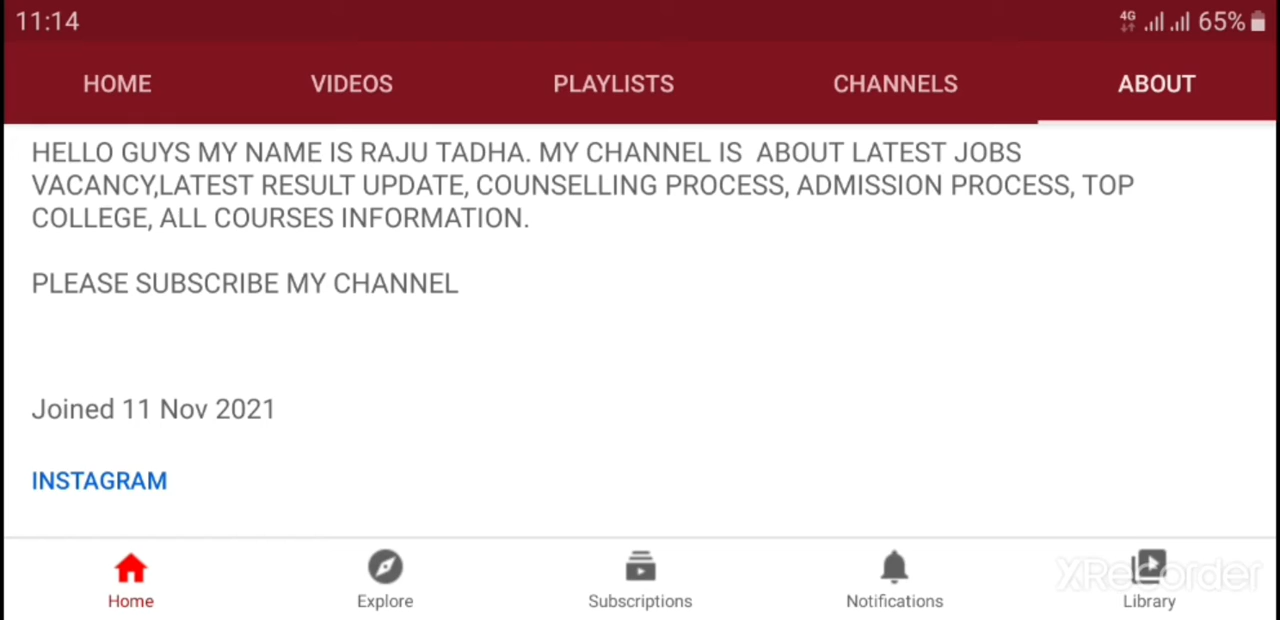 11:14 4G 65%
HOME VIDEOS PLAYLISTS CHANNELS ABOUT
HELLO GUYS MY NAME IS RAJU TADHA. MY CHANNEL IS  ABOUT LATEST JOBS
VACANCY,LATEST RESULT UPDATE, COUNSELLING PROCESS, ADMISSION PROCESS, TOP
COLLEGE, ALL COURSES INFORMATION.
PLEASE SUBSCRIBE MY CHANNEL
Joined 11 Nov 2021
INSTAGRAM
XRecorder
Home Explore Subscriptions Notifications Library